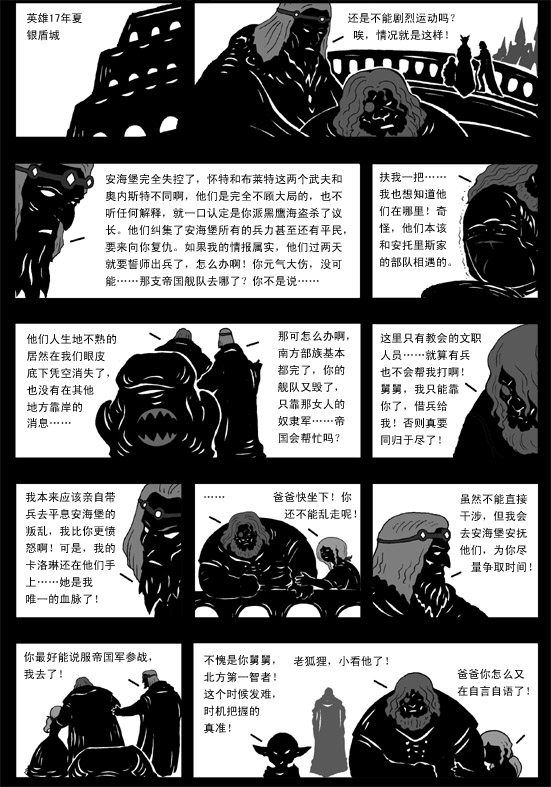 英雄17年夏
银盾城
还是不能剧烈运动吗？
唉，情况就是这样！
安海堡完全失控了，怀特和布莱特这两个武夫和
奥内斯特不同啊，他们是完全不顾大局的，也不
听任何解释，就一口认定是你派黑鹰海盗杀了议
长。他们纠集了安海堡所有的兵力甚至还有平民，
要来向你复仇。如果我的情报属实，他们过两天
就要誓师出兵了，怎么办啊！你元气大伤，没可
能……那支帝国舰队去哪了？你不是说……
扶我一把……
我也想知道他
们在哪里！奇
怪，他们本该
和安托里斯家
的部队相遇的。
他们人生地不熟的
居然在我们眼皮
底下凭空消失了，
也没有在其他
地方靠岸的
消息……
那可怎么办啊，
南方部族基本
都完了，你的
舰队又毁了，
只靠那女人的
奴隶军……帝
国会帮忙吗？
这里只有教会的文职
人员……就算有兵
也不会帮我打啊！
舅舅，我只能靠
你了，借兵给
我！否则真要
同归于尽了！
我本来应该亲自带
兵去平息安海堡的
叛乱，我比你更愤
怒啊！可是，我的
卡洛琳还在他们手
上……她是我
唯一的血脉了！
……
爸爸快坐下！你
还不能乱走呢！
虽然不能直接
干涉，但我会
去安海堡安抚
他们，为你尽
量争取时间！
你最好能说服帝国军参战，
我去了！
不愧是你舅舅，
北方第一智者！
这个时候发难，
时机把握的
真准！
老狐狸，小看他了！
爸爸你怎么又
在自言自语了！